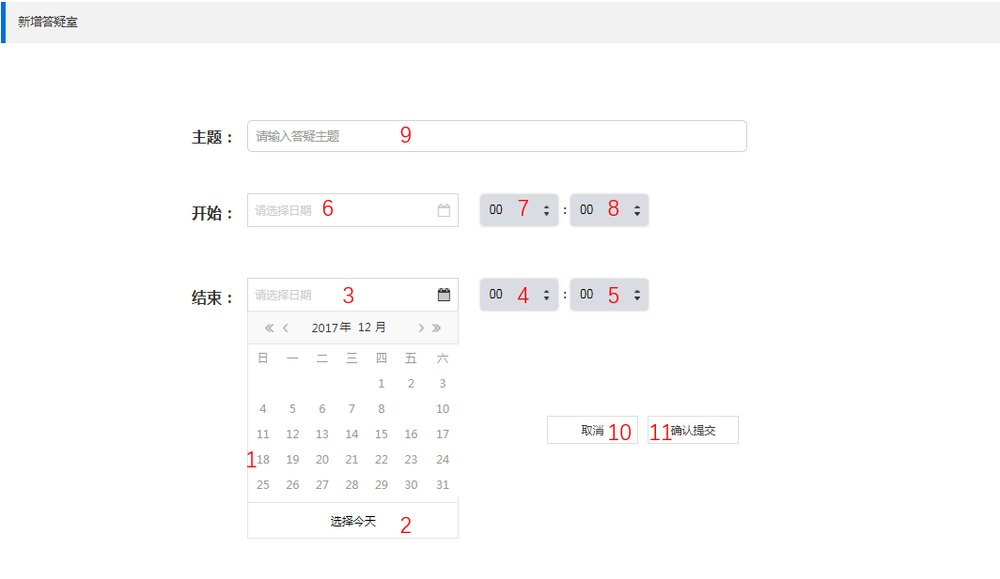 新增答疑室
主题： 请输入答疑主题 9
开始： 请选择日期 6 00 7 : 00 8
结束： 请选择日期 3 00 4 : 00 5
« ‹ 2017年 12 月 › »
日 一 二 三 四 五 六
1 2 3
4 5 6 7 8 10
11 12 13 14 15 16 17
1 18 19 20 21 22 23 24
25 26 27 28 29 30 31
选择今天 2
取消 10 11 确认提交